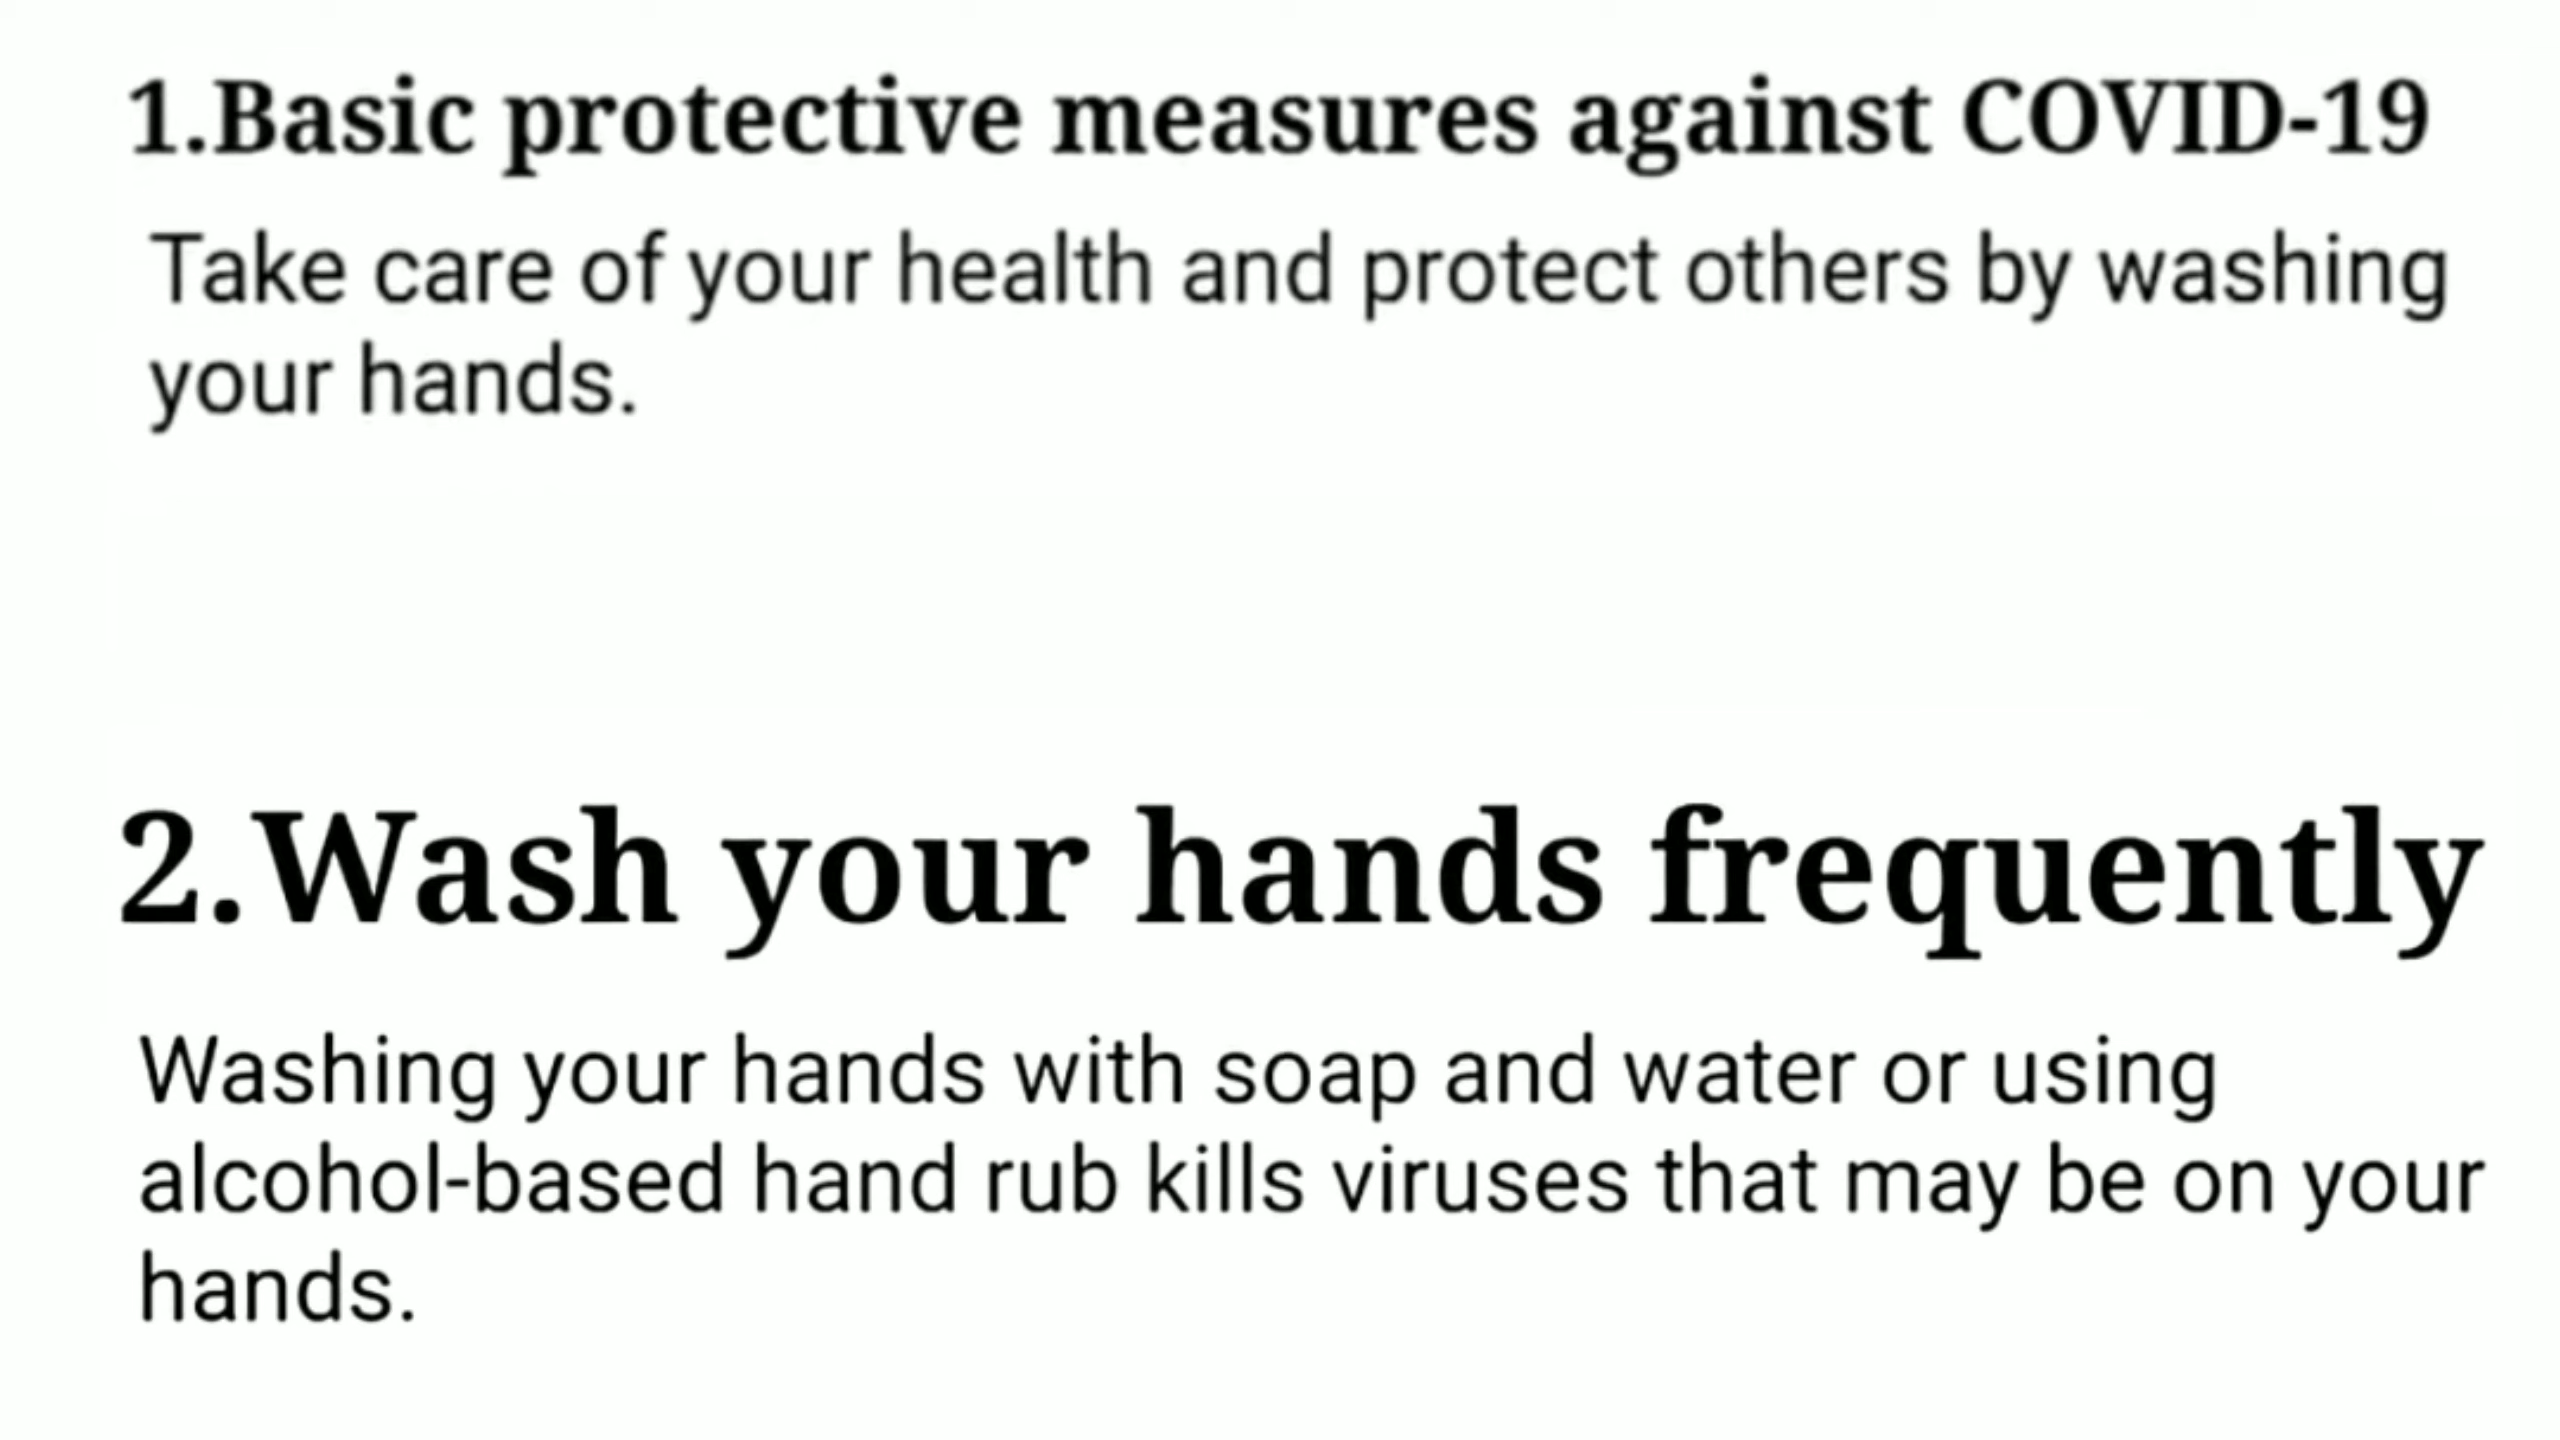 1.Basic protective measures against COVID-19
Take care of your health and protect others by washing
your hands.
2.Wash your hands frequently
Washing your hands with soap and water or using
alcohol-based hand rub kills viruses that may be on your
hands.